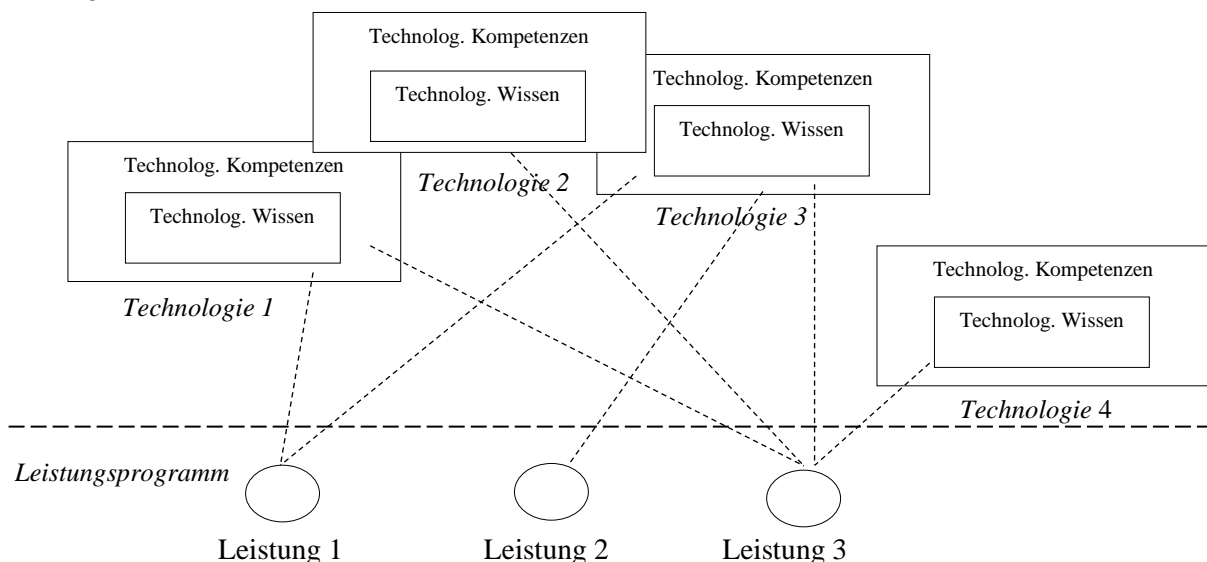 Technolog. Kompetenzen
Technolog. Wissen
Technologie 2
Technolog. Kompetenzen
Technolog. Wissen
Technologie 3
Technolog. Kompetenzen
Technolog. Wissen
Technologie 1
Technolog. Kompetenzen
Technolog. Wissen
Technologie 4
Leistungsprogramm
Leistung 1
Leistung 2
Leistung 3